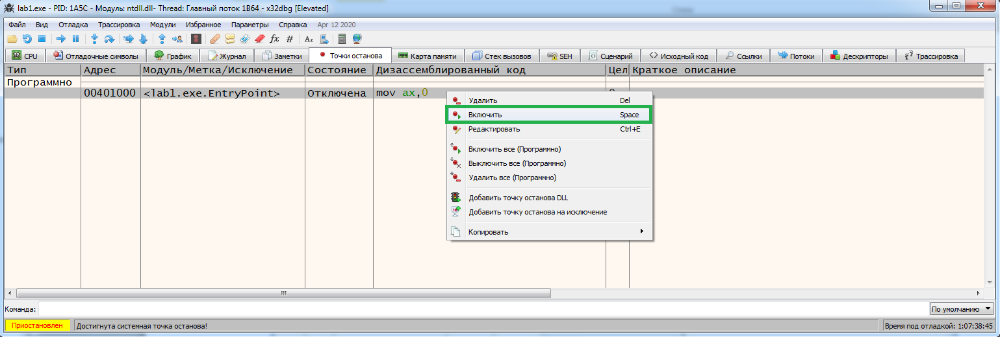 lab1.exe - PID: 1A5C - Модуль: ntdll.dll- Thread: Главный поток 1B64 - x32dbg [Elevated]
Файл Вид Отладка Трассировка Модули Избранное Параметры Справка Apr 12 2020
CPU Отладочные символы График Журнал Заметки Точки останова Карта памяти Стек вызовов SEH Сценарий Исходный код Ссылки Потоки Дескрипторы Трассировка
Тип Адрес Модуль/Метка/Исключение Состояние Дизассемблированный код Цел Краткое описание
Программно
00401000 <lab1.exe.EntryPoint> Отключена mov ax,0
Удалить Del
Включить Space
Редактировать Ctrl+E
Включить все (Программно)
Выключить все (Программно)
Удалить все (Программно)
Добавить точку останова DLL
Добавить точку останова на исключение
Копировать
Команда: По умолчанию
Приостановлен Достигнута системная точка останова! Время под отладкой: 1:07:38:45